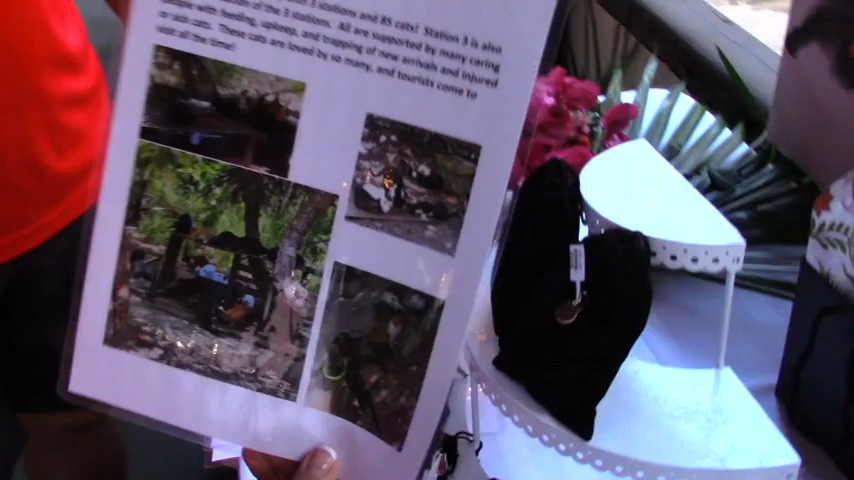 3 stations and 85 cats! Station 3 is also
of the 3 stations. All are supported by many caring
with feeding, upkeep, and trapping of new arrivals and injured
or sick cats. These cats are loved by so many, and tourists come to
visit all the time!